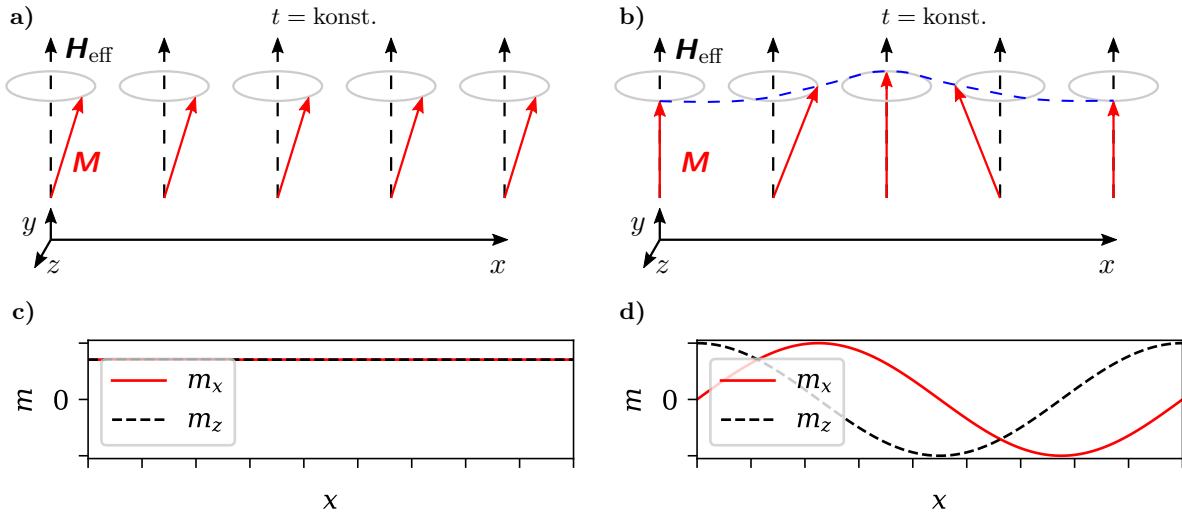 a)
t = konst.
H_eff
M
y
z
x
b)
t = konst.
H_eff
M
y
z
x
c)
m
0
m_x
m_z
x
d)
m
0
m_x
m_z
x